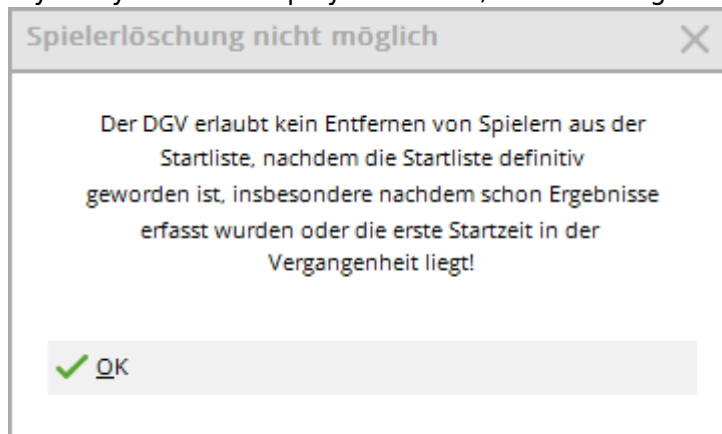 Spielerlöschung nicht möglich
Der DGV erlaubt kein Entfernen von Spielern aus der
Startliste, nachdem die Startliste definitiv
geworden ist, insbesondere nachdem schon Ergebnisse
erfasst wurden oder die erste Startzeit in der
Vergangenheit liegt!
OK